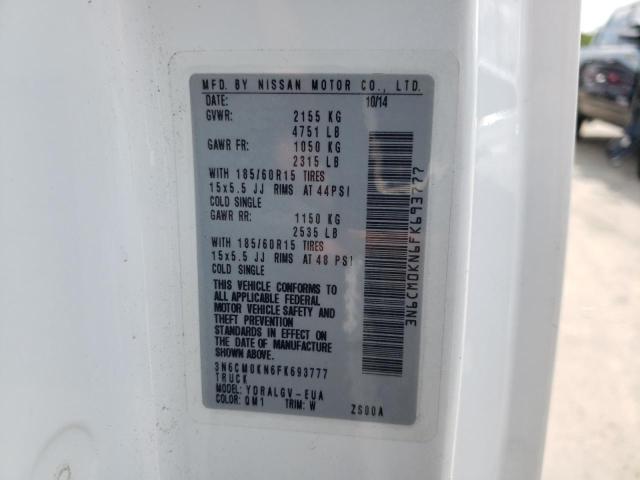 MFD. BY NISSAN MOTOR CO., LTD.
DATE: 10/14
GVWR: 2155 KG
4751 LB
GAWR FR: 1050 KG
2315 LB
WITH 185/60R15 TIRES
15x5.5 JJ RIMS AT 44PSI
COLD SINGLE
GAWR RR: 1150 KG
2535 LB
WITH 185/60R15 TIRES
15x5.5 JJ RIMS AT 48 PSI
COLD SINGLE
THIS VEHICLE CONFORMS TO
ALL APPLICABLE FEDERAL
MOTOR VEHICLE SAFETY AND
THEFT PREVENTION
STANDARDS IN EFFECT ON
THE DATE OF MANUFACTURE
SHOWN ABOVE.
3N6CM0KN6FK693777
TRUCK
MODEL: YDRALGV-EUA
COLOR: QM1 TRIM: W ZS00A
3N6CM0KN6FK693777